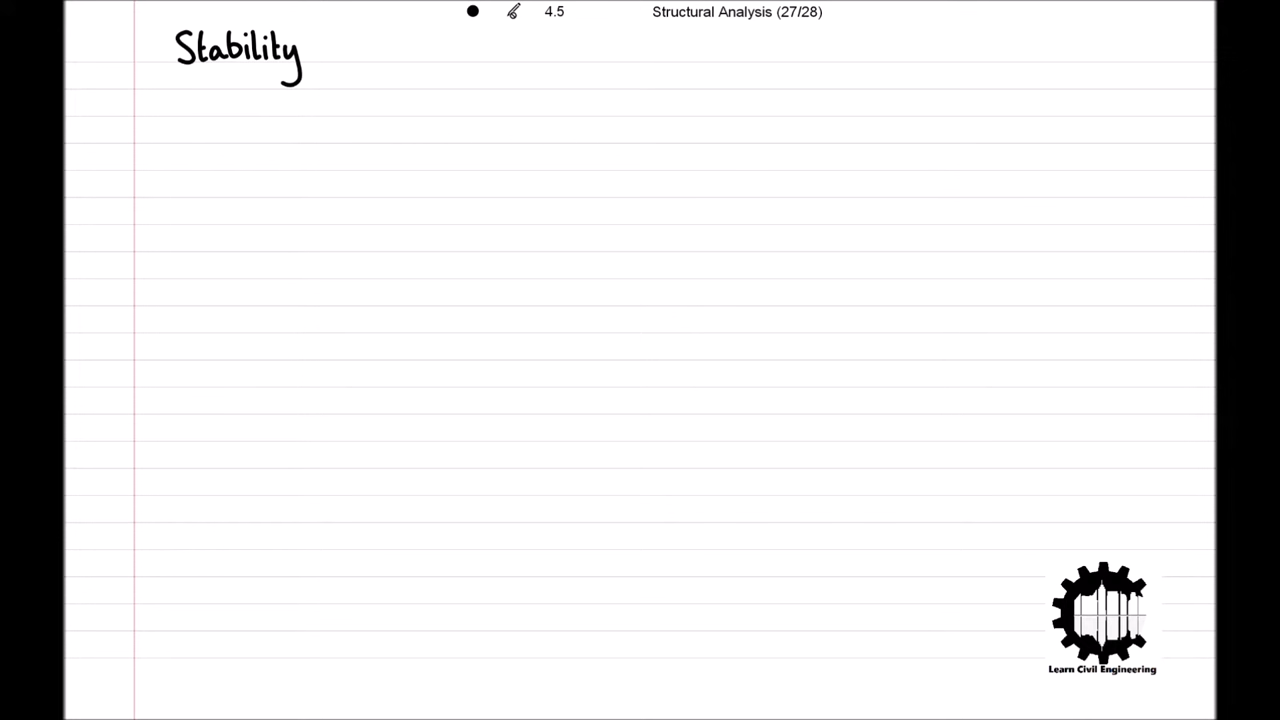 4.5 Structural Analysis (27/28)
Stability
Learn Civil Engineering